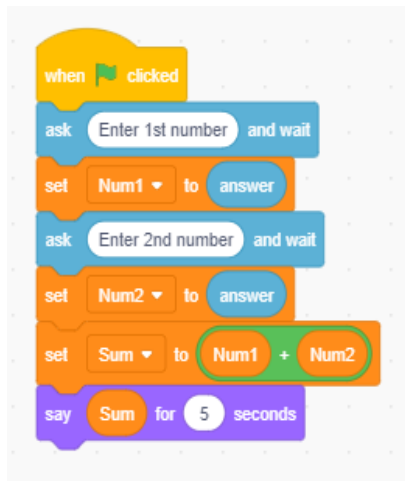 when clicked
ask Enter 1st number and wait
set Num1 to answer
ask Enter 2nd number and wait
set Num2 to answer
set Sum to Num1 + Num2
say Sum for 5 seconds